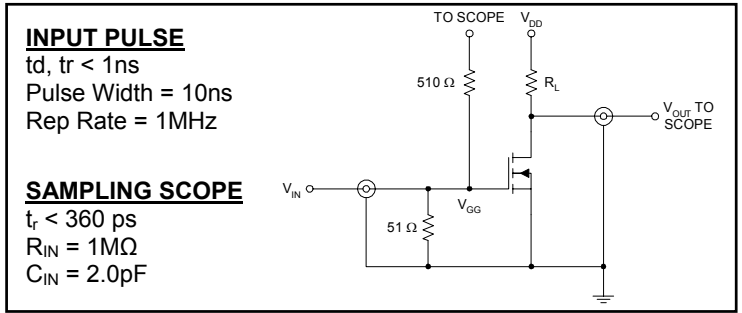 INPUT PULSE
td, tr < 1ns
Pulse Width = 10ns
Rep Rate = 1MHz
SAMPLING SCOPE
tr < 360 ps
RIN = 1MΩ
CIN = 2.0pF
TO SCOPE
VDD
510 Ω
RL
VOUT TO
SCOPE
VIN
VGG
51 Ω